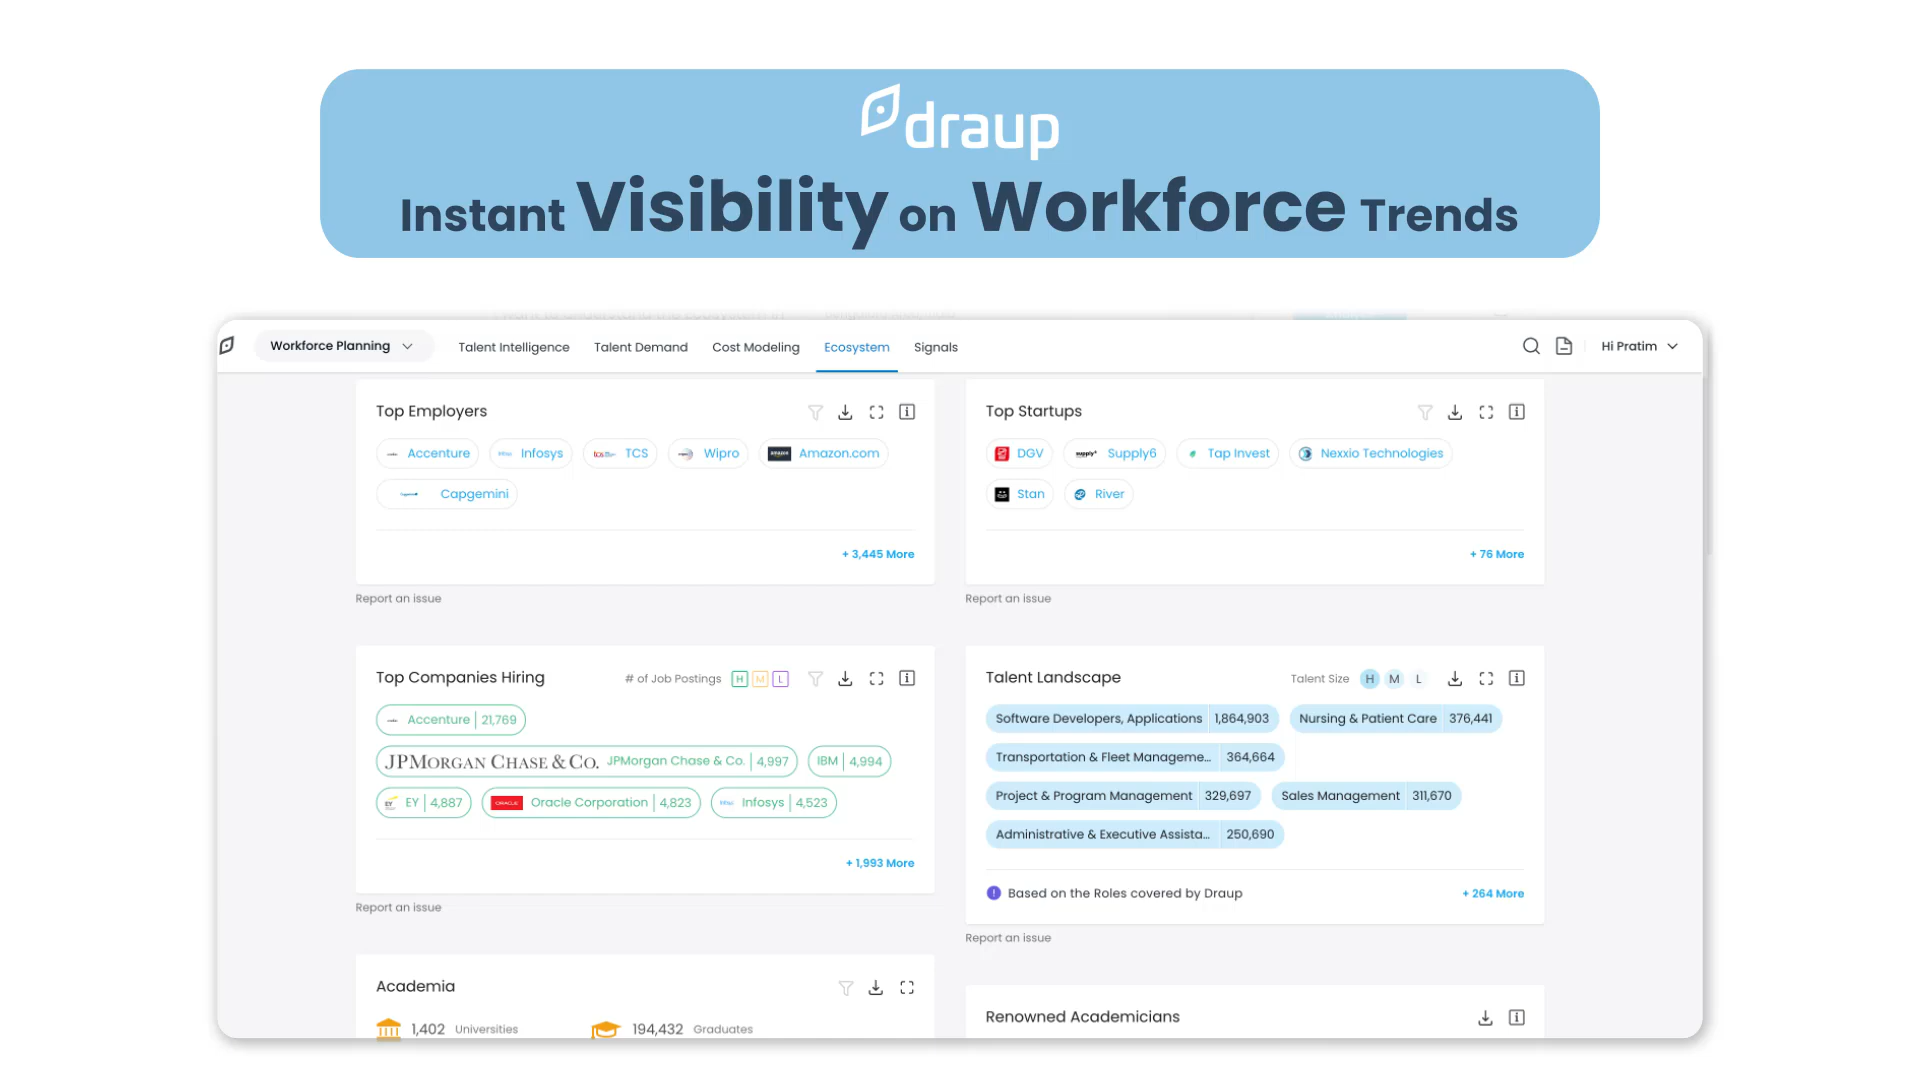 draup
Instant Visibility on Workforce Trends
Workforce Planning
Talent Intelligence
Talent Demand
Cost Modeling
Ecosystem
Signals
Hi Pratim
Top Employers
Accenture
Infosys
TCS
Wipro
Amazon.com
Capgemini
+ 3,445 More
Report an issue
Top Startups
DGV
Supply6
Tap Invest
Nexxio Technologies
Stan
River
+ 76 More
Report an issue
Top Companies Hiring
# of Job Postings H M L
Accenture 21,769
JPMORGAN CHASE & CO. JPMorgan Chase & Co. 4,997
IBM 4,994
EY EY 4,887
ORACLE Oracle Corporation 4,823
Infosys 4,523
+ 1,993 More
Report an issue
Talent Landscape
Talent Size H M L
Software Developers, Applications 1,864,903
Nursing & Patient Care 376,441
Transportation & Fleet Manageme... 364,664
Project & Program Management 329,697
Sales Management 311,670
Administrative & Executive Assista... 250,690
Based on the Roles covered by Draup
+ 264 More
Report an issue
Academia
1,402 Universities
194,432 Graduates
Renowned Academicians